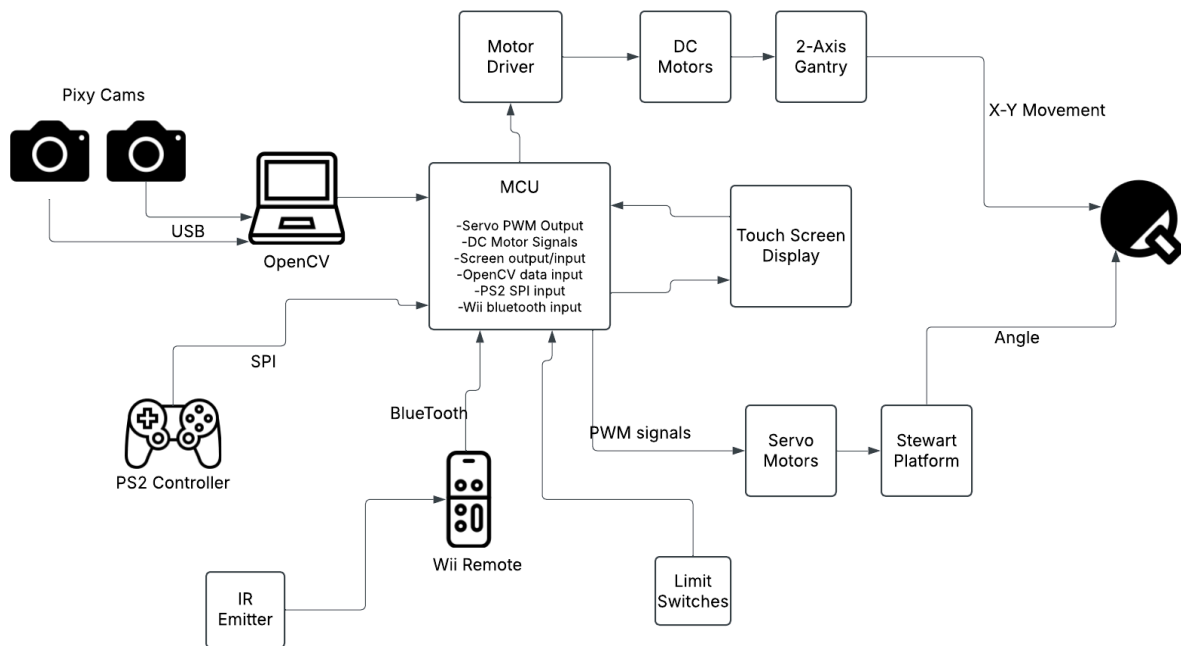 Motor
Driver
DC
Motors
2-Axis
Gantry
Pixy Cams
X-Y Movement
MCU
-Servo PWM Output
-DC Motor Signals
-Screen output/input
-OpenCV data input
-PS2 SPI input
-Wii bluetooth input
USB
OpenCV
Touch Screen
Display
SPI
Angle
BlueTooth
PWM signals
Servo
Motors
Stewart
Platform
PS2 Controller
Wii Remote
IR
Emitter
Limit
Switches